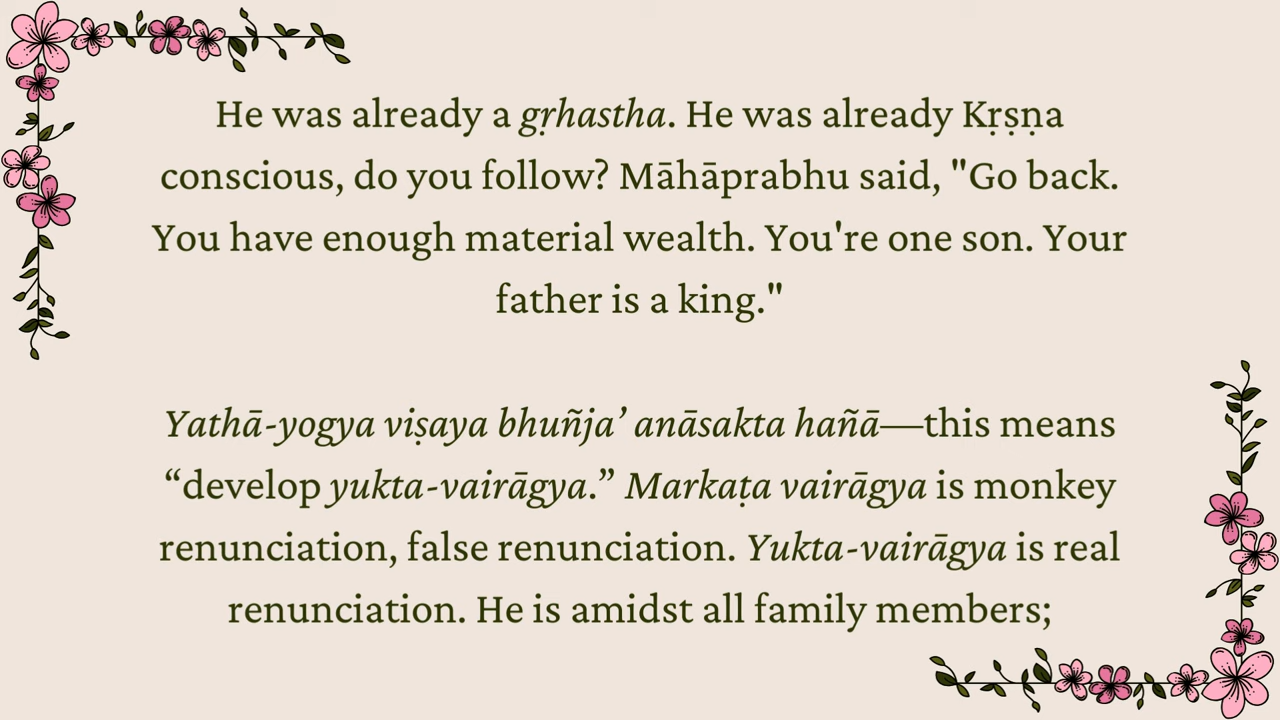 He was already a gṛhastha. He was already Kṛṣṇa
conscious, do you follow? Māhāprabhu said, "Go back.
You have enough material wealth. You're one son. Your
father is a king."
Yathā-yogya viṣaya bhuñja’ anāsakta hañā—this means
“develop yukta-vairāgya.” Markaṭa vairāgya is monkey
renunciation, false renunciation. Yukta-vairāgya is real
renunciation. He is amidst all family members;